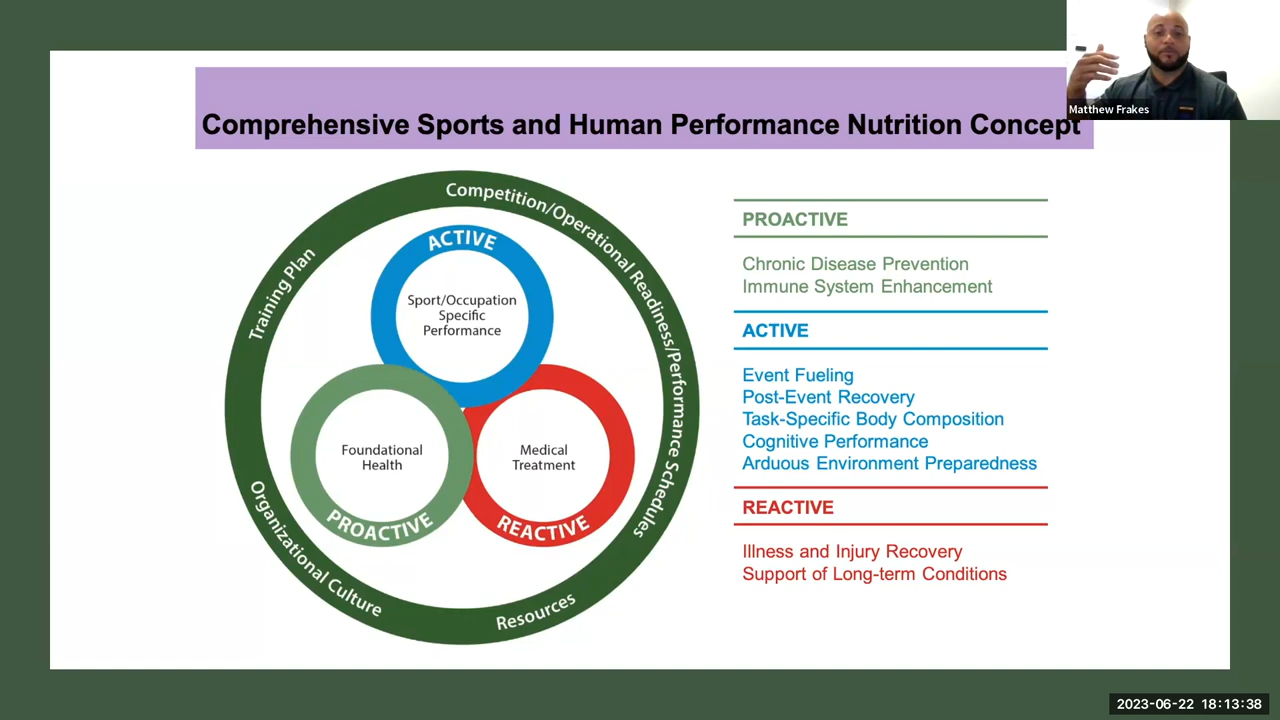 Comprehensive Sports and Human Performance Nutrition Concept
Matthew Frakes
Training Plan
Competition/Operational Readiness/Performance Schedules
Organizational Culture
Resources
ACTIVE
Sport/Occupation
Specific
Performance
Foundational
Health
PROACTIVE
Medical
Treatment
REACTIVE
PROACTIVE
Chronic Disease Prevention
Immune System Enhancement
ACTIVE
Event Fueling
Post-Event Recovery
Task-Specific Body Composition
Cognitive Performance
Arduous Environment Preparedness
REACTIVE
Illness and Injury Recovery
Support of Long-term Conditions
2023-06-22 18:13:38